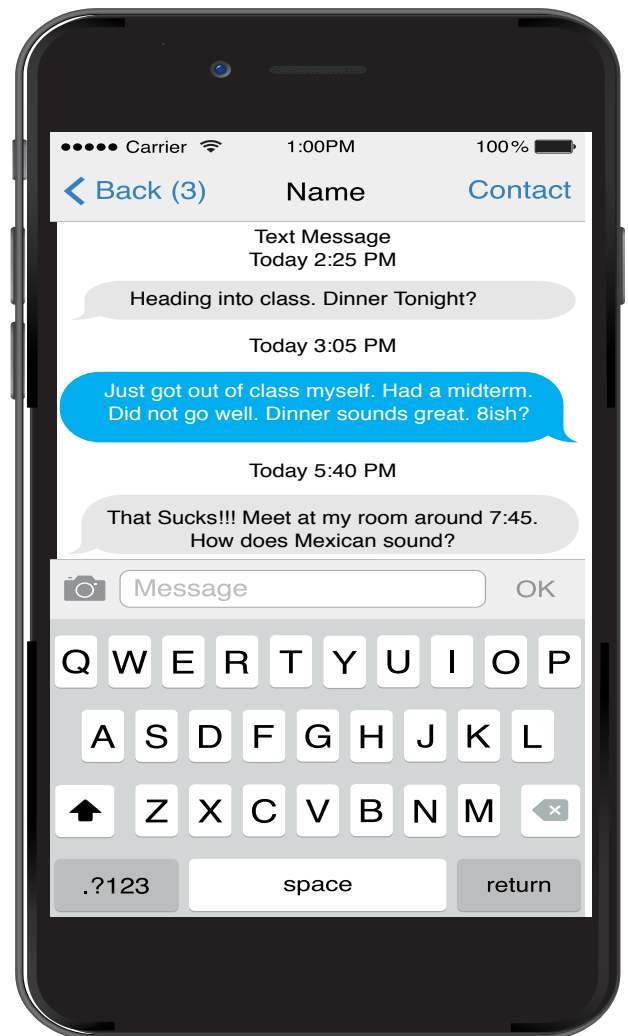 Carrier 1:00PM 100%
Back (3) Name Contact
Text Message
Today 2:25 PM
Heading into class. Dinner Tonight?
Today 3:05 PM
Just got out of class myself. Had a midterm.
Did not go well. Dinner sounds great. 8ish?
Today 5:40 PM
That Sucks!!! Meet at my room around 7:45.
How does Mexican sound?
Message OK
Q W E R T Y U I O P
A S D F G H J K L
Z X C V B N M
.?123 space return